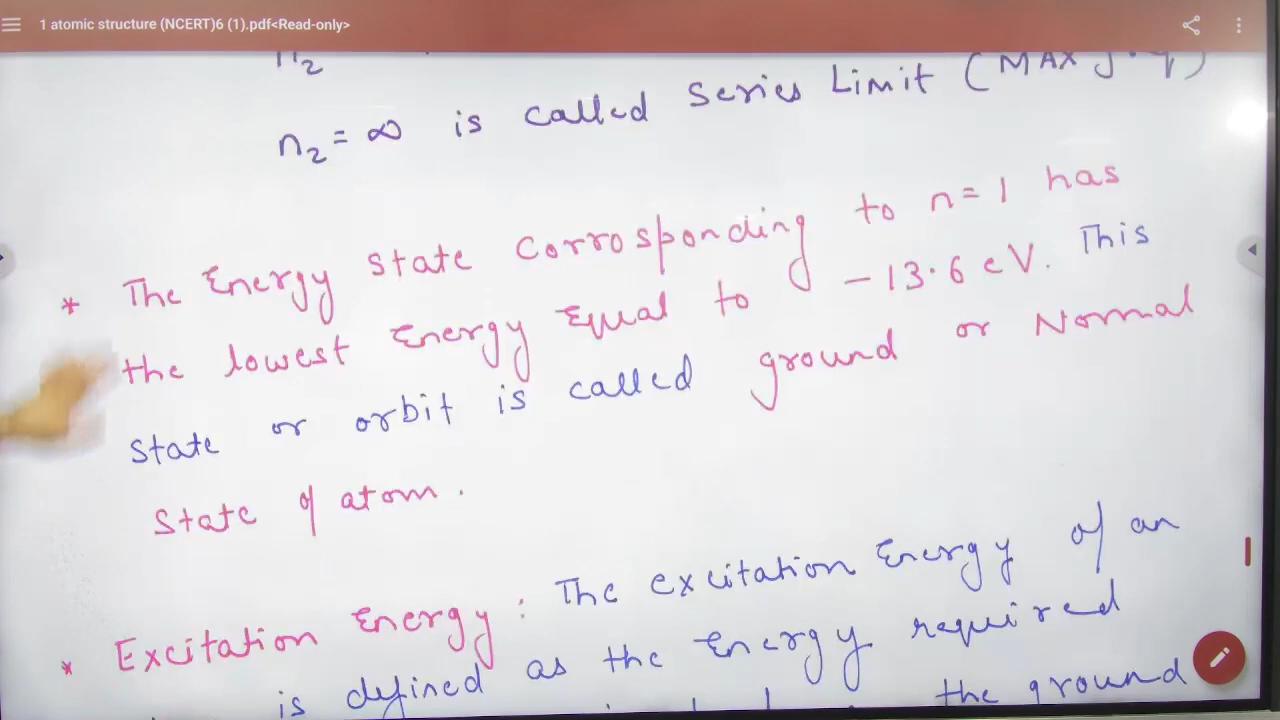 1 atomic structure (NCERT)6 (1).pdf<Read-only>
n2
n2 = ∞ is called Series Limit (MAX
* The Energy state corrosponding to n=1 has
the lowest Energy Equal to -13.6 eV. This
State or orbit is called ground or Normal
State of atom.
* Excitation Energy : The excitation Energy of an
is defined as the Energy required
the ground